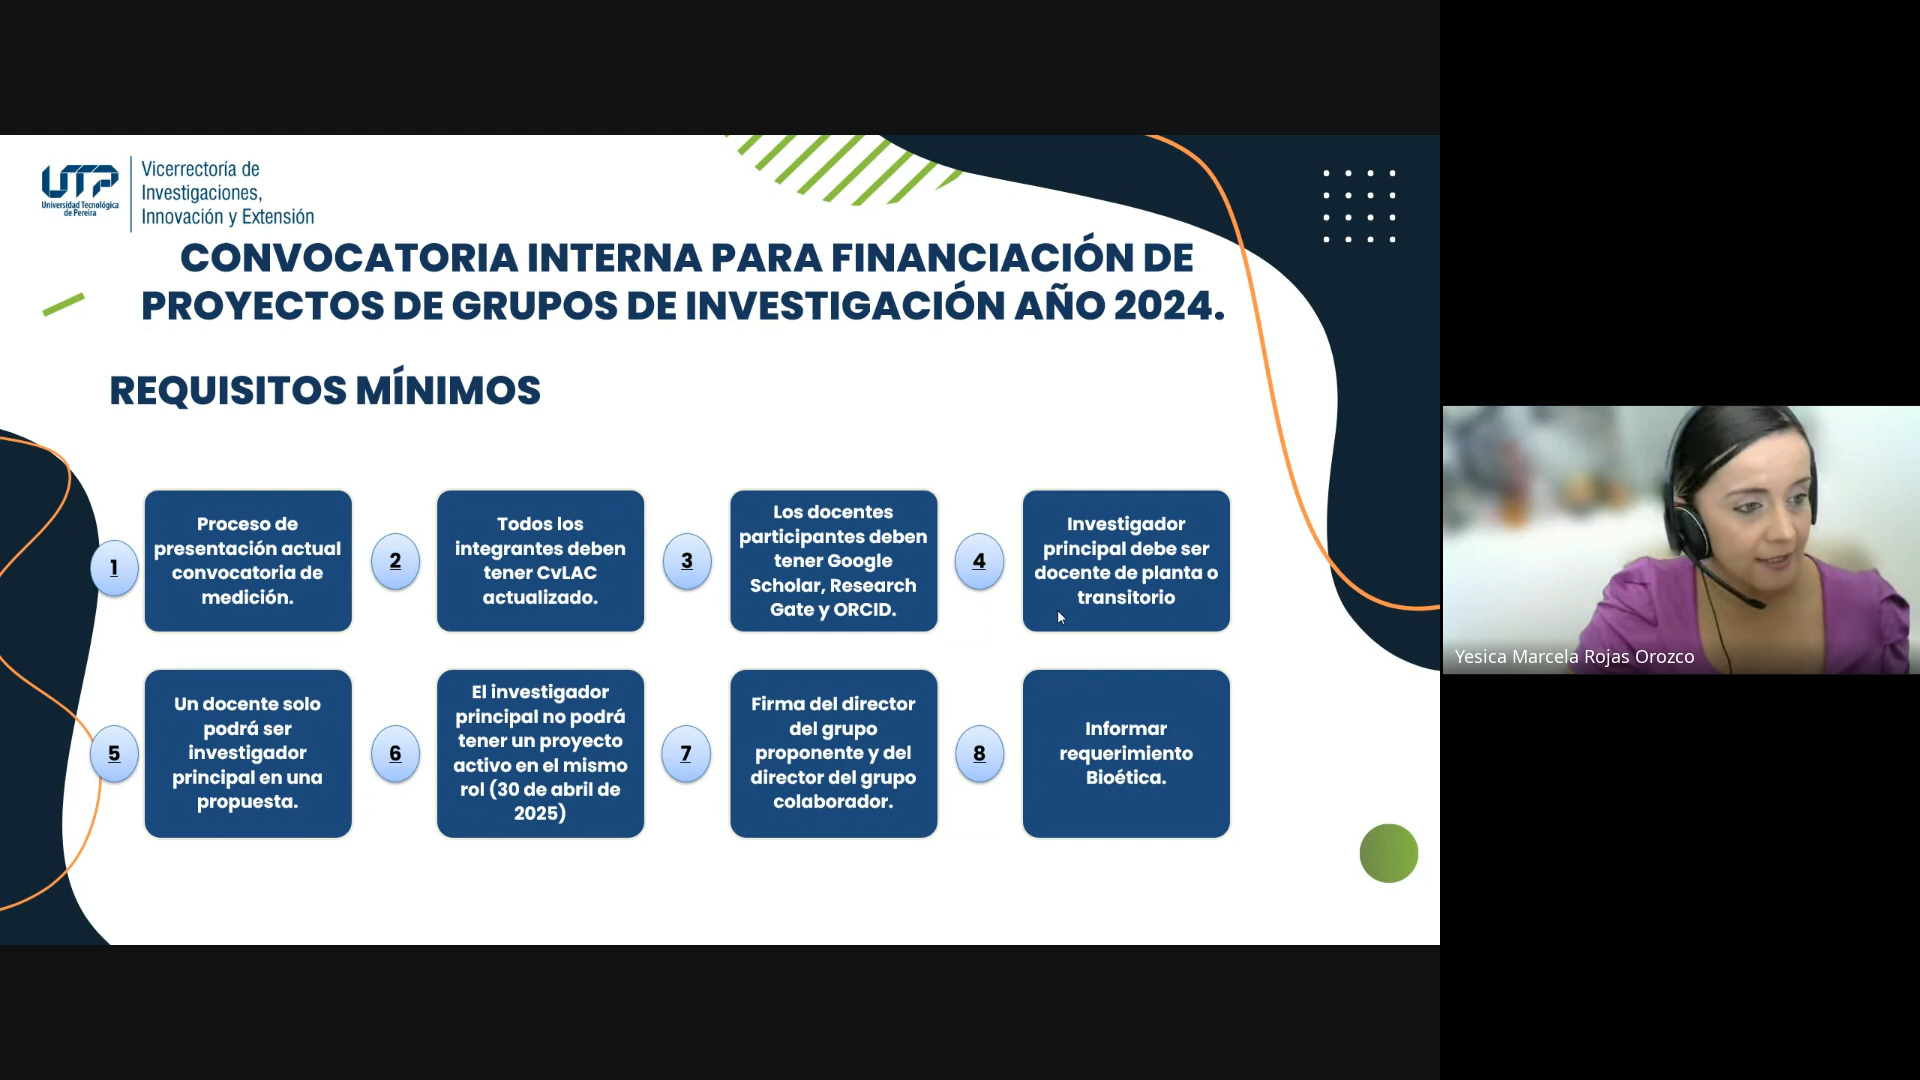 UTP
Universidad Tecnológica
de Pereira
Vicerrectoría de
Investigaciones,
Innovación y Extensión
CONVOCATORIA INTERNA PARA FINANCIACIÓN DE
PROYECTOS DE GRUPOS DE INVESTIGACIÓN AÑO 2024.
REQUISITOS MÍNIMOS
1
Proceso de
presentación actual
convocatoria de
medición.
2
Todos los
integrantes deben
tener CvLAC
actualizado.
3
Los docentes
participantes deben
tener Google
Scholar, Research
Gate y ORCID.
4
Investigador
principal debe ser
docente de planta o
transitorio
5
Un docente solo
podrá ser
investigador
principal en una
propuesta.
6
El investigador
principal no podrá
tener un proyecto
activo en el mismo
rol (30 de abril de
2025)
7
Firma del director
del grupo
proponente y del
director del grupo
colaborador.
8
Informar
requerimiento
Bioética.
Yesica Marcela Rojas Orozco